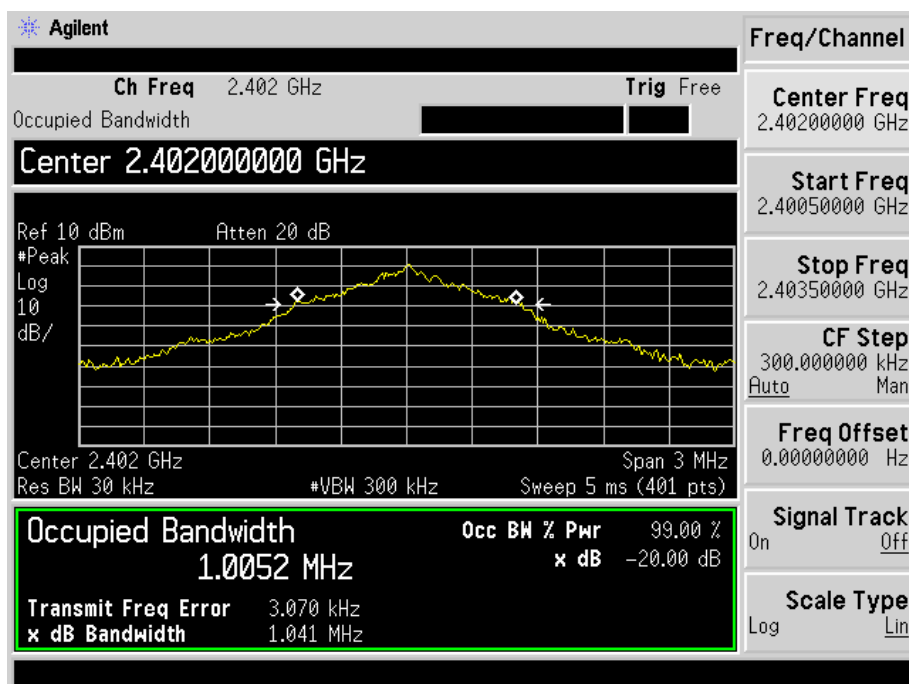 Agilent
Freq/Channel
Ch Freq 2.402 GHz Trig Free
Occupied Bandwidth
Center 2.402000000 GHz
Ref 10 dBm Atten 20 dB
#Peak
Log
10
dB/
Center 2.402 GHz Span 3 MHz
Res BW 30 kHz #VBW 300 kHz Sweep 5 ms (401 pts)
Occupied Bandwidth Occ BW % Pwr 99.00 %
1.0052 MHz x dB -20.00 dB
Transmit Freq Error 3.070 kHz
x dB Bandwidth 1.041 MHz
Center Freq
2.40200000 GHz
Start Freq
2.40050000 GHz
Stop Freq
2.40350000 GHz
CF Step
300.000000 kHz
Auto Man
Freq Offset
0.00000000 Hz
Signal Track
On Off
Scale Type
Log Lin